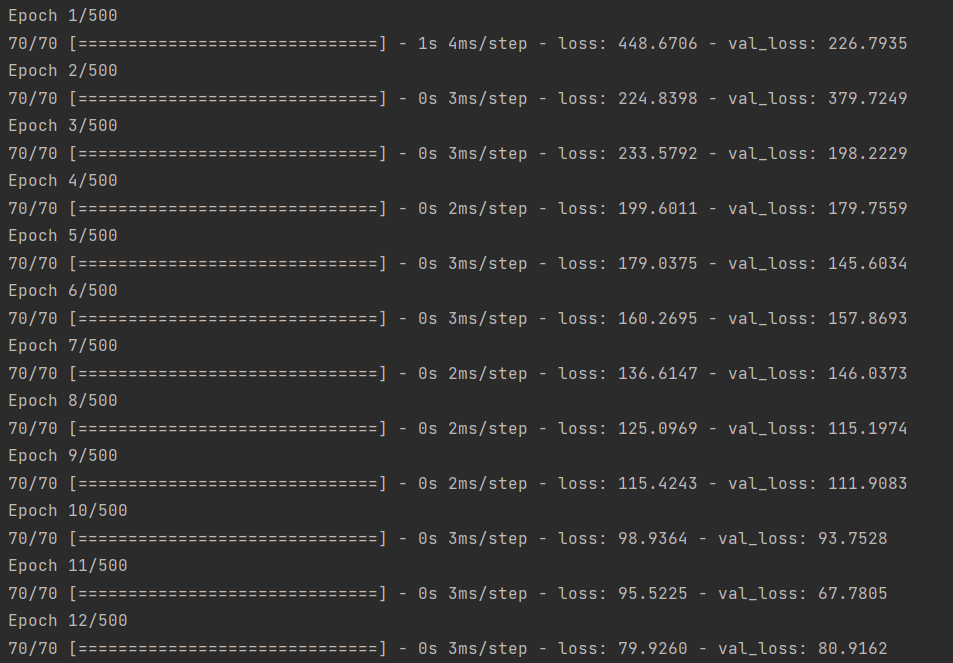 Epoch 1/500
70/70 [==============================] - 1s 4ms/step - loss: 448.6706 - val_loss: 226.7935
Epoch 2/500
70/70 [==============================] - 0s 3ms/step - loss: 224.8398 - val_loss: 379.7249
Epoch 3/500
70/70 [==============================] - 0s 3ms/step - loss: 233.5792 - val_loss: 198.2229
Epoch 4/500
70/70 [==============================] - 0s 2ms/step - loss: 199.6011 - val_loss: 179.7559
Epoch 5/500
70/70 [==============================] - 0s 3ms/step - loss: 179.0375 - val_loss: 145.6034
Epoch 6/500
70/70 [==============================] - 0s 3ms/step - loss: 160.2695 - val_loss: 157.8693
Epoch 7/500
70/70 [==============================] - 0s 2ms/step - loss: 136.6147 - val_loss: 146.0373
Epoch 8/500
70/70 [==============================] - 0s 2ms/step - loss: 125.0969 - val_loss: 115.1974
Epoch 9/500
70/70 [==============================] - 0s 2ms/step - loss: 115.4243 - val_loss: 111.9083
Epoch 10/500
70/70 [==============================] - 0s 3ms/step - loss: 98.9364 - val_loss: 93.7528
Epoch 11/500
70/70 [==============================] - 0s 3ms/step - loss: 95.5225 - val_loss: 67.7805
Epoch 12/500
70/70 [==============================] - 0s 3ms/step - loss: 79.9260 - val_loss: 80.9162